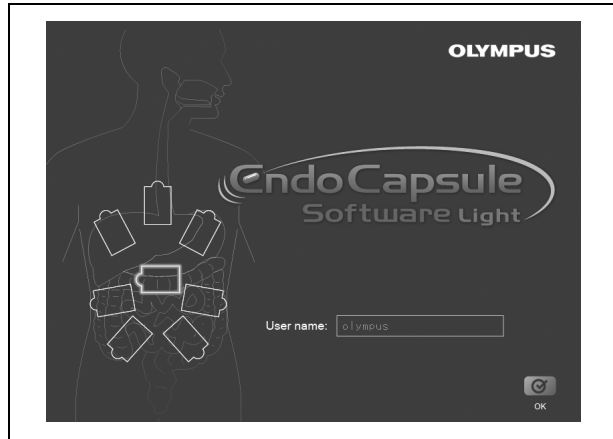 OLYMPUS
EndoCapsule
Software Light
User name: olympus
OK